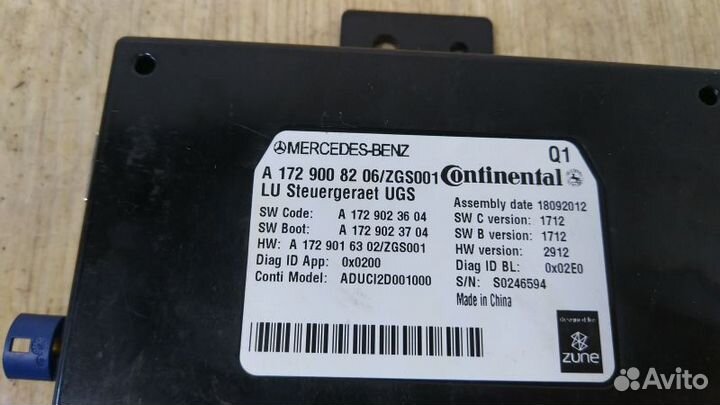 MERCEDES-BENZ
Q1
A 172 900 82 06/ZGS001
Continental
LU Steuergeraet UGS
Assembly date 18092012
SW Code: A 172 902 36 04
SW C version: 1712
SW Boot: A 172 902 37 04
SW B version: 1712
HW: A 172 901 63 02/ZGS001
HW version: 2912
Diag ID App: 0x0200
Diag ID BL: 0x02E0
Conti Model: ADUCI2D001000
S/N: S0246594
Made in China
designed for
zune
Avito